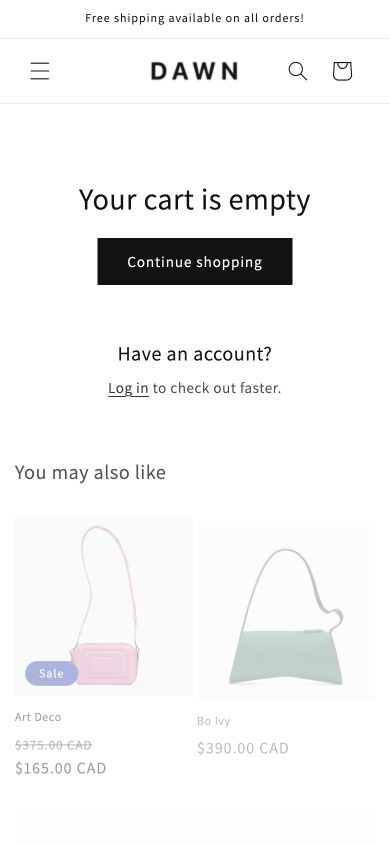 Free shipping available on all orders!
DAWN
Your cart is empty
Continue shopping
Have an account?
Log in to check out faster.
You may also like
Sale
Art Deco
$375.00 CAD
$165.00 CAD
Bo Ivy
$390.00 CAD